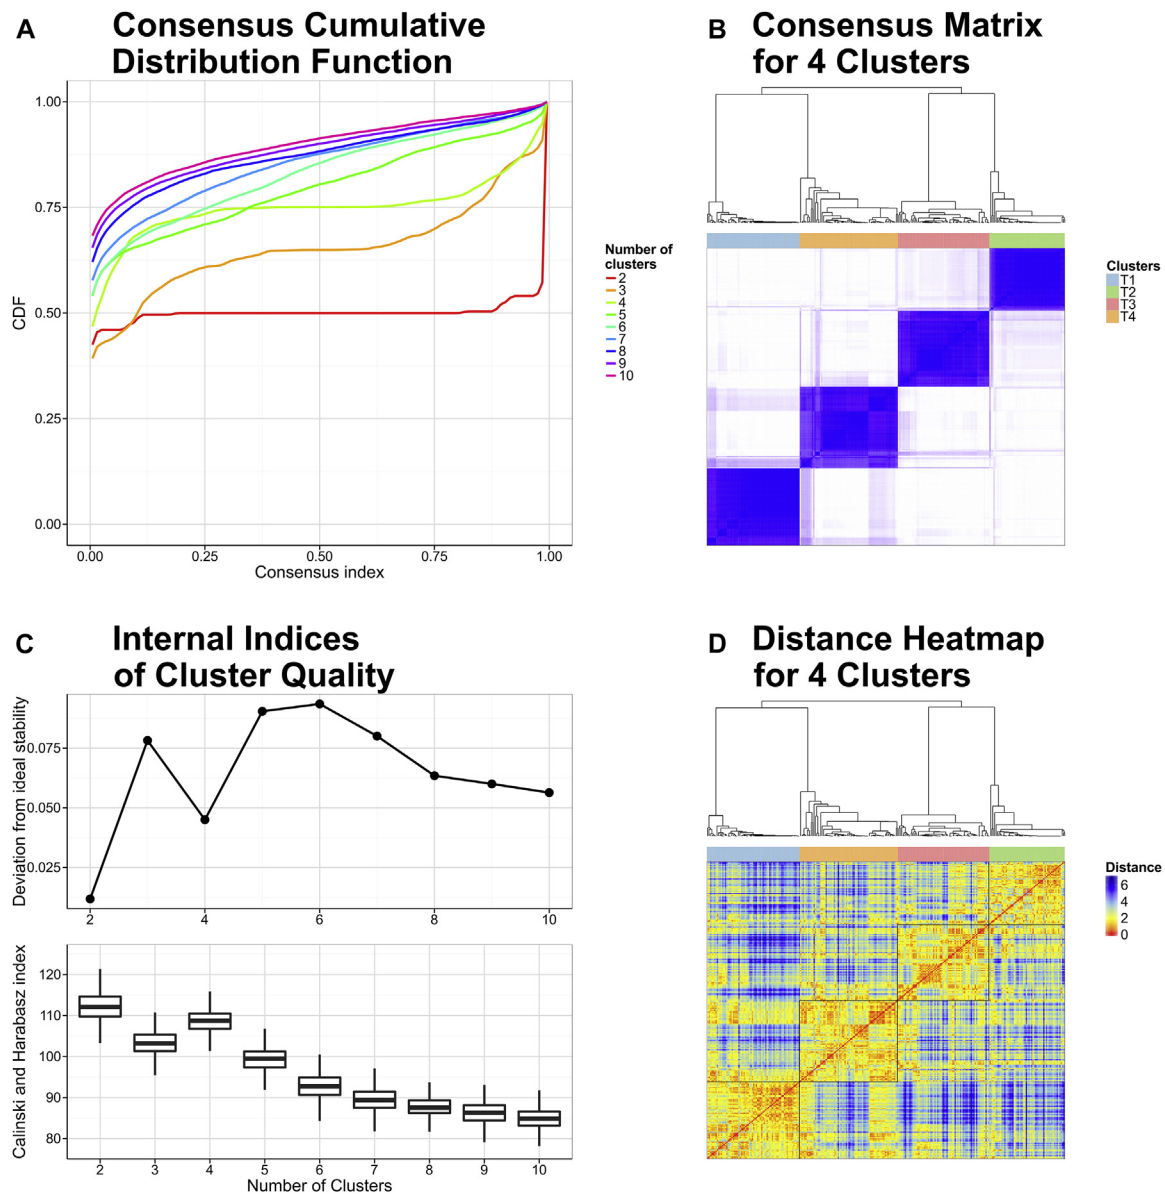 A
Consensus Cumulative
Distribution Function
1.00
0.75
0.50
0.25
0.00
CDF
0.00 0.25 0.50 0.75 1.00
Consensus index
Number of
clusters
2
3
4
5
6
7
8
9
10
B
Consensus Matrix
for 4 Clusters
Clusters
T1
T2
T3
T4
C
Internal Indices
of Cluster Quality
Deviation from ideal stability
0.075
0.050
0.025
2 4 6 8 10
Calinski and Harabasz index
120
110
100
90
80
2 3 4 5 6 7 8 9 10
Number of Clusters
D
Distance Heatmap
for 4 Clusters
Distance
6
4
2
0